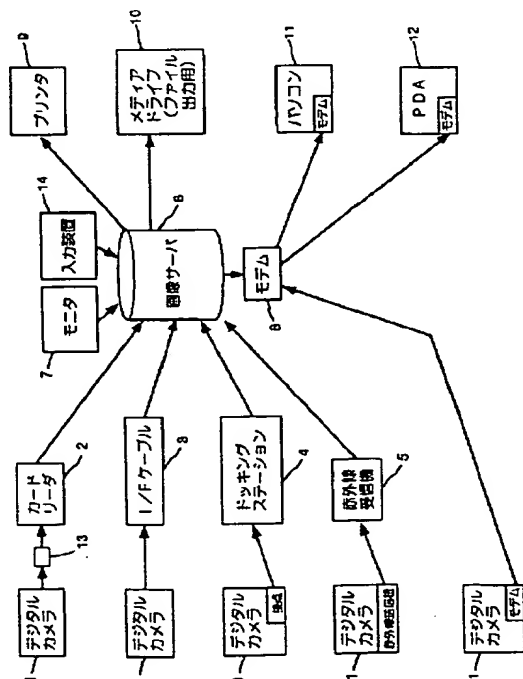 デジタル
カメラ
1
13
カード
リーダ
2
デジタル
カメラ
1
I/Fケーブル
3
デジタル
カメラ
接点
1
ドッキング
ステーション
4
デジタル
カメラ
赤外線送信機
1
赤外線
受信機
5
デジタル
カメラ
モデム
1
モニタ
7
入力装置
14
画像サーバ
6
モデム
8
プリンタ
9
メディア
ドライブ
(ファイル
出力用)
10
パソコン
モデム
11
PDA
モデム
12